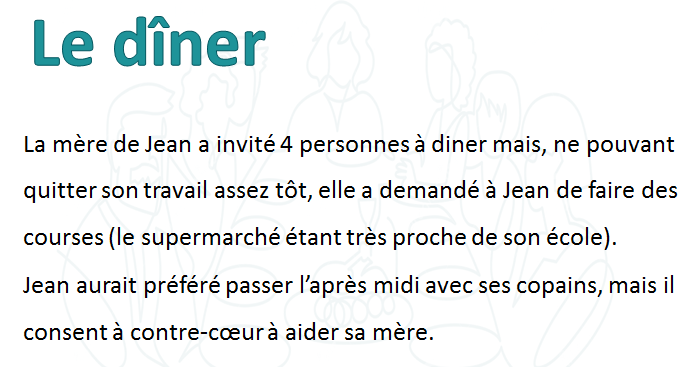 Le dîner
La mère de Jean a invité 4 personnes à diner mais, ne pouvant
quitter son travail assez tôt, elle a demandé à Jean de faire des
courses (le supermarché étant très proche de son école).
Jean aurait préféré passer l'après midi avec ses copains, mais il
consent à contre-cœur à aider sa mère.